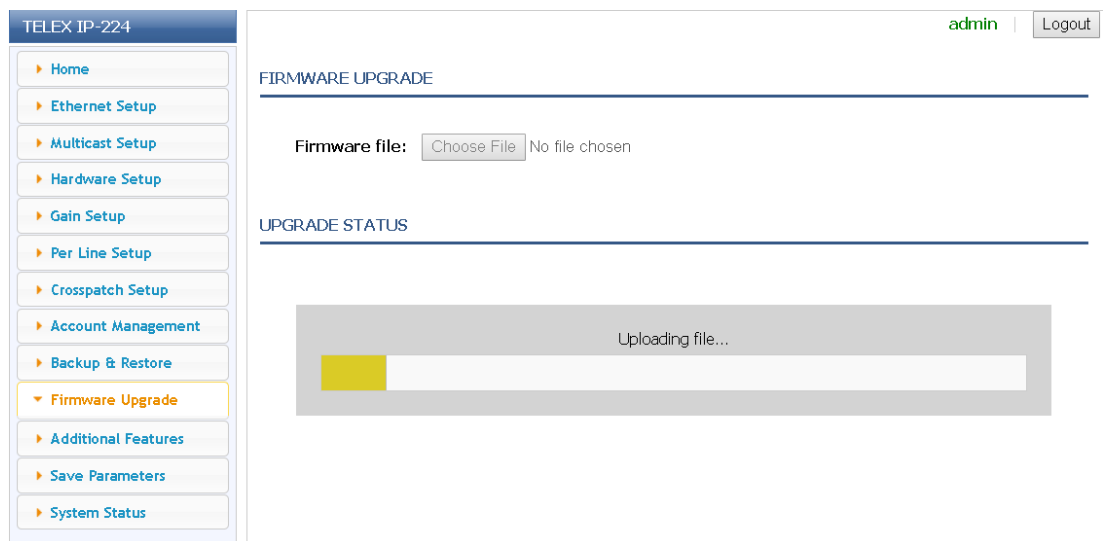 TELEX IP-224
admin
Logout
Home
Ethernet Setup
Multicast Setup
Hardware Setup
Gain Setup
Per Line Setup
Crosspatch Setup
Account Management
Backup & Restore
Firmware Upgrade
Additional Features
Save Parameters
System Status
FIRMWARE UPGRADE
Firmware file: Choose File No file chosen
UPGRADE STATUS
Uploading file...